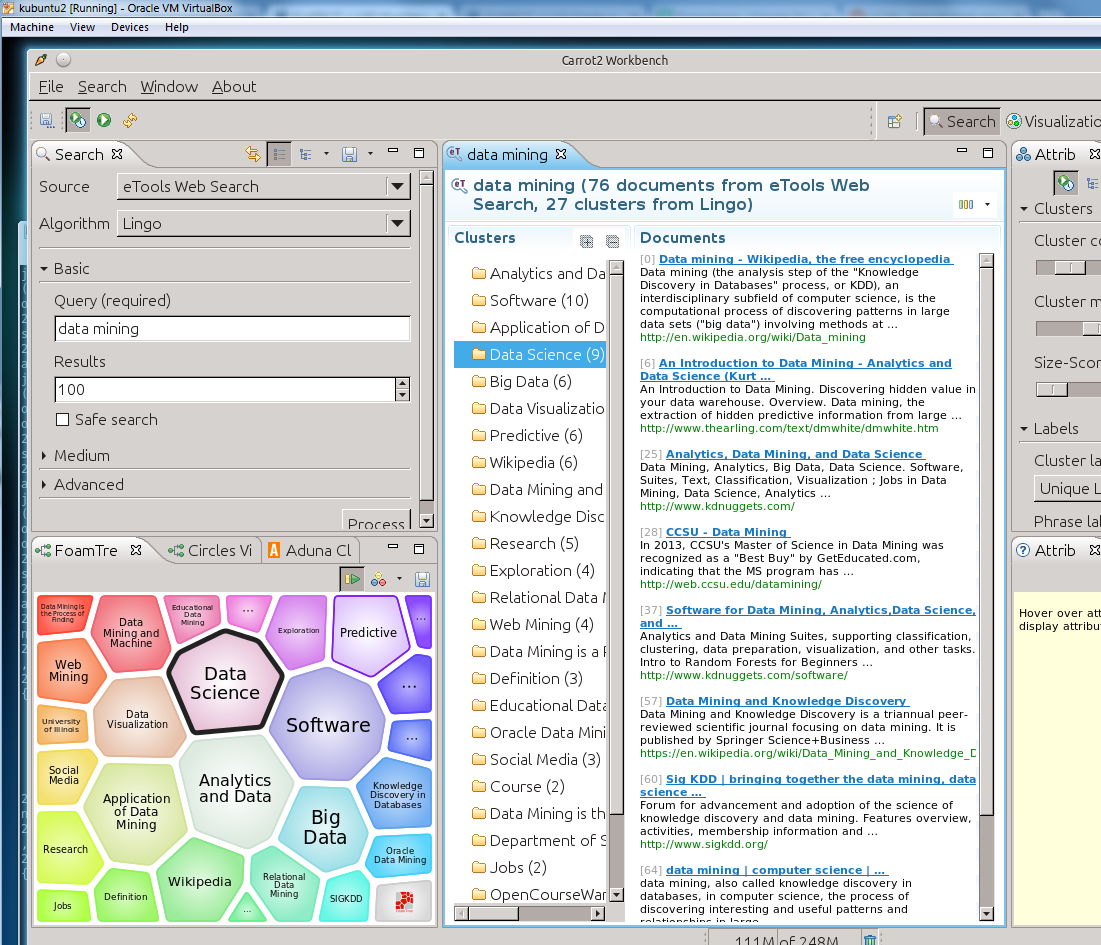 kubuntu2 [Running] - Oracle VM VirtualBox
Machine View Devices Help
Carrot2 Workbench
File Search Window About
Search Visualizatio
Search
Source eTools Web Search
Algorithm Lingo
Basic
Query (required)
data mining
Results
100
Safe search
Medium
Advanced
Process
FoamTre Circles Vi Aduna Cl
Data Mining is
the Process of
Finding
Data
Mining and
Machine
Educational
Data
Mining
...
Exploration
Predictive
...
Web
Mining
Data
Science
...
University
of Illinois
Data
Visualization
Software
...
Social
Media
Application
of Data
Mining
Analytics
and Data
Big
Data
Knowledge
Discovery in
Databases
Research
Oracle
Data Mining
Jobs
Definition
Wikipedia
...
Relational
Data
Mining
SIGKDD
data mining
data mining (76 documents from eTools Web
Search, 27 clusters from Lingo)
Clusters
Analytics and Da
Software (10)
Application of D
Data Science (9)
Big Data (6)
Data Visualizatio
Predictive (6)
Wikipedia (6)
Data Mining and
Knowledge Disc
Research (5)
Exploration (4)
Relational Data M
Web Mining (4)
Data Mining is a P
Definition (3)
Educational Data
Oracle Data Mini
Social Media (3)
Course (2)
Data Mining is th
Department of S
Jobs (2)
OpenCourseWar
Documents
[0] Data mining - Wikipedia, the free encyclopedia
Data mining (the analysis step of the "Knowledge
Discovery in Databases" process, or KDD), an
interdisciplinary subfield of computer science, is the
computational process of discovering patterns in large
data sets ("big data") involving methods at ...
http://en.wikipedia.org/wiki/Data_mining
[6] An Introduction to Data Mining - Analytics and
Data Science (Kurt ...
An Introduction to Data Mining. Discovering hidden value in
your data warehouse. Overview. Data mining, the
extraction of hidden predictive information from large ...
http://www.thearling.com/text/dmwhite/dmwhite.htm
[25] Analytics, Data Mining, and Data Science
Data Mining, Analytics, Big Data, Data Science. Software,
Suites, Text, Classification, Visualization ; Jobs in Data
Mining, Data Science, Analytics ...
http://www.kdnuggets.com/
[28] CCSU - Data Mining
In 2013, CCSU's Master of Science in Data Mining was
recognized as a "Best Buy" by GetEducated.com,
indicating that the MS program has ...
http://web.ccsu.edu/datamining/
[37] Software for Data Mining, Analytics,Data Science,
and ...
Analytics and Data Mining Suites, supporting classification,
clustering, data preparation, visualization, and other tasks.
Intro to Random Forests for Beginners ...
http://www.kdnuggets.com/software/
[57] Data Mining and Knowledge Discovery
Data Mining and Knowledge Discovery is a triannual peer-
reviewed scientific journal focusing on data mining. It is
published by Springer Science+Business ...
https://en.wikipedia.org/wiki/Data_Mining_and_Knowledge_D
[60] Sig KDD | bringing together the data mining, data
science ...
Forum for advancement and adoption of the science of
knowledge discovery and data mining. Features overview,
activities, membership information and ...
http://www.sigkdd.org/
[64] data mining | computer science | ...
data mining, also called knowledge discovery in
databases, in computer science, the process of
discovering interesting and useful patterns and
relationships in large
Attrib
Clusters
Cluster co
Cluster m
Size-Scor
Labels
Cluster la
Unique L
Phrase lab
Attrib
Hover over att
display attribut
111M of 248M